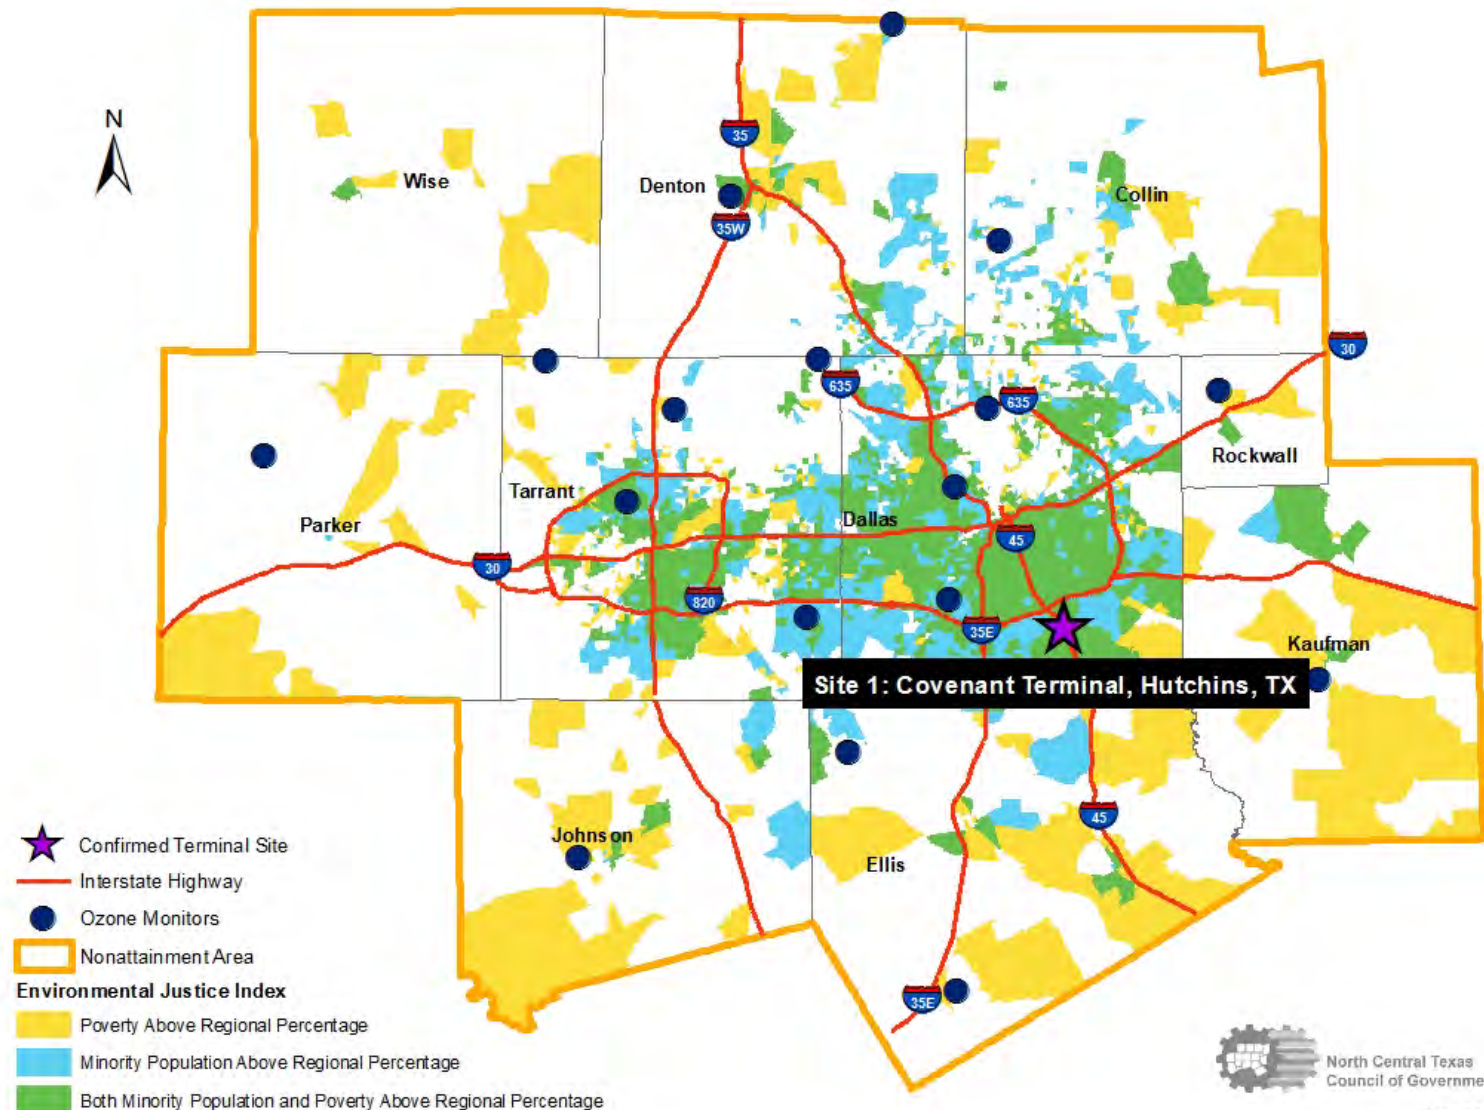 N
35
Wise
Denton
Collin
35W
30
635
635
Rockwall
Tarrant
Dallas
Parker
45
30
820
35E
Kaufman
Site 1: Covenant Terminal, Hutchins, TX
45
Johnson
Ellis
35E
Confirmed Terminal Site
Interstate Highway
Ozone Monitors
Nonattainment Area
Environmental Justice Index
Poverty Above Regional Percentage
Minority Population Above Regional Percentage
Both Minority Population and Poverty Above Regional Percentage
North Central Texas
Council of Governme